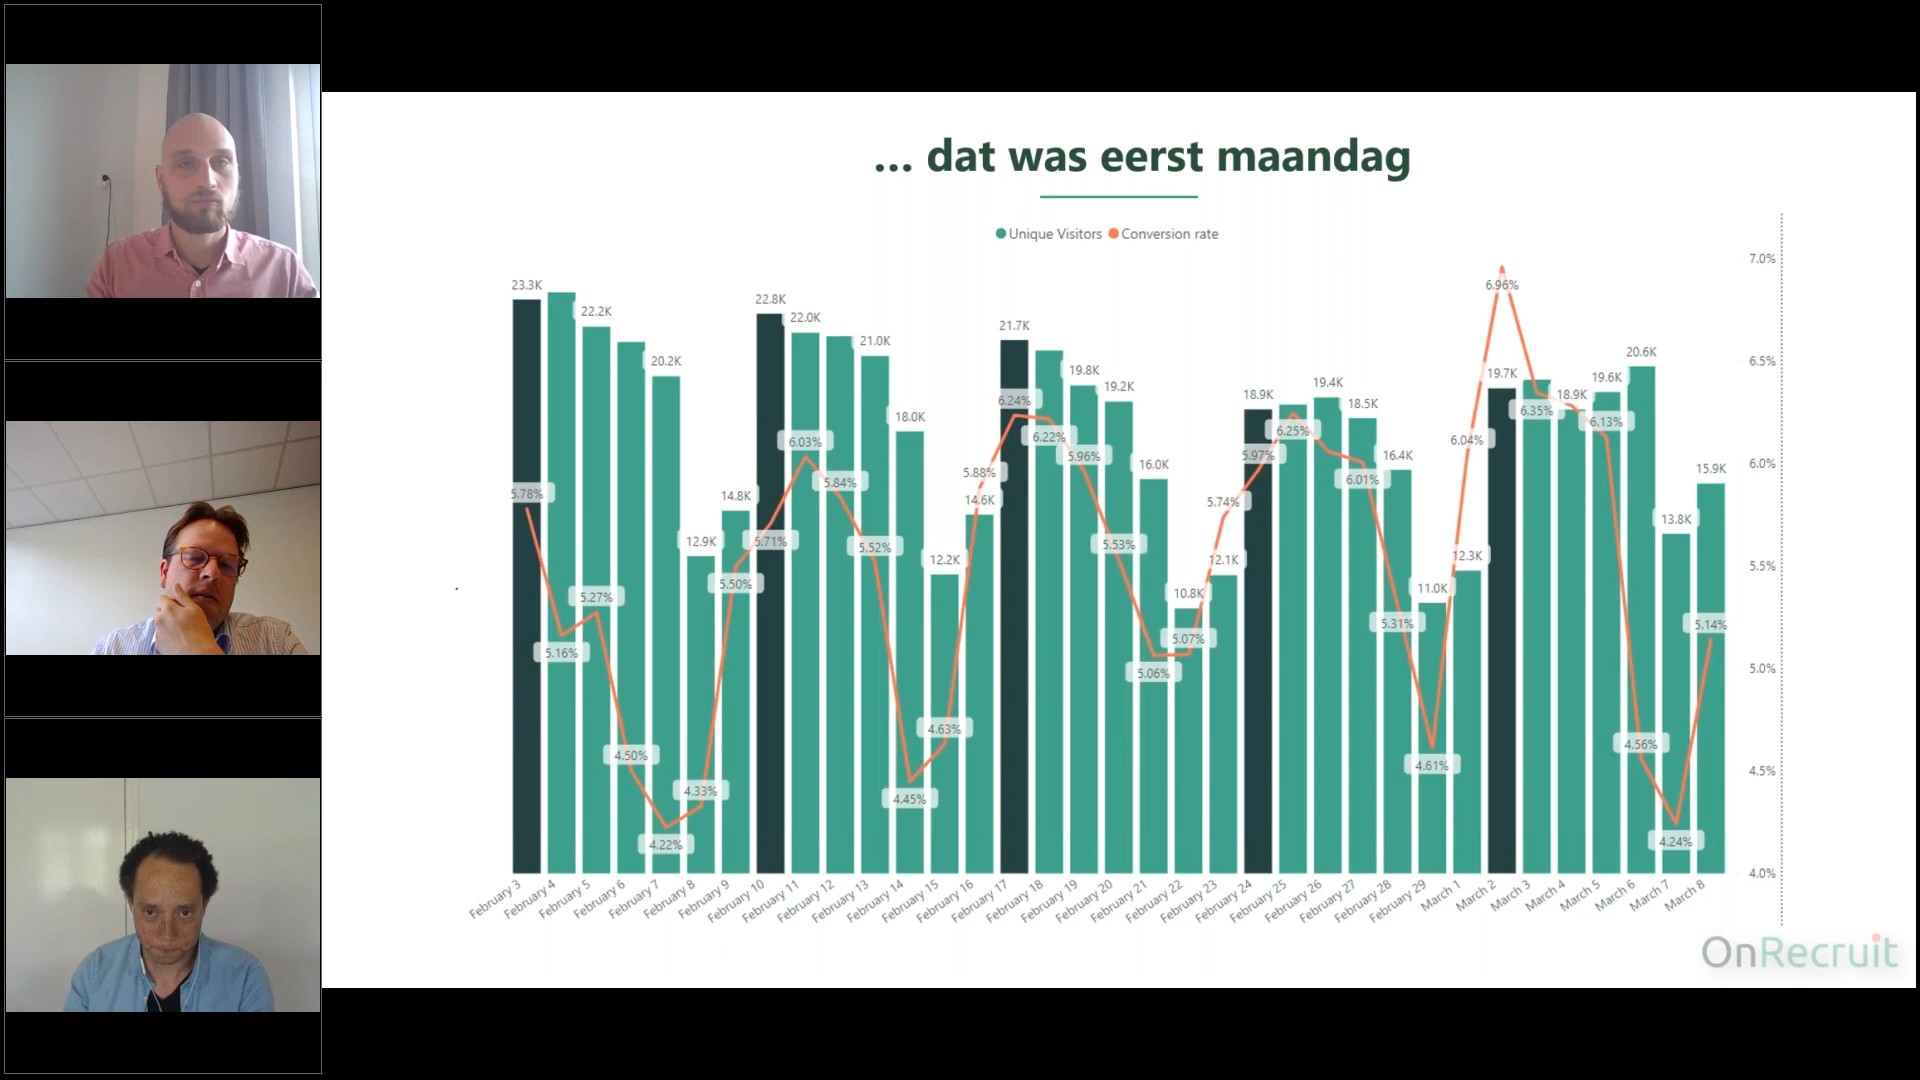 ... dat was eerst maandag
Unique Visitors Conversion rate
7.0%
6.5%
6.0%
5.5%
5.0%
4.5%
4.0%
23.3K
22.2K
20.2K
12.9K
14.8K
22.8K
22.0K
21.0K
18.0K
12.2K
14.6K
21.7K
19.8K
19.2K
16.0K
10.8K
12.1K
18.9K
19.4K
18.5K
16.4K
11.0K
12.3K
19.7K
18.9K
19.6K
20.6K
13.8K
15.9K
5.78%
5.16%
5.27%
4.50%
4.22%
4.33%
5.50%
5.71%
6.03%
5.84%
5.52%
4.45%
4.63%
5.88%
6.24%
6.22%
5.96%
5.53%
5.06%
5.07%
5.74%
5.97%
6.25%
6.01%
5.31%
4.61%
6.04%
6.96%
6.35%
6.13%
4.56%
4.24%
5.14%
February 3
February 4
February 5
February 6
February 7
February 8
February 9
February 10
February 11
February 12
February 13
February 14
February 15
February 16
February 17
February 18
February 19
February 20
February 21
February 22
February 23
February 24
February 25
February 26
February 27
February 28
February 29
March 1
March 2
March 3
March 4
March 5
March 6
March 7
March 8
OnRecruit